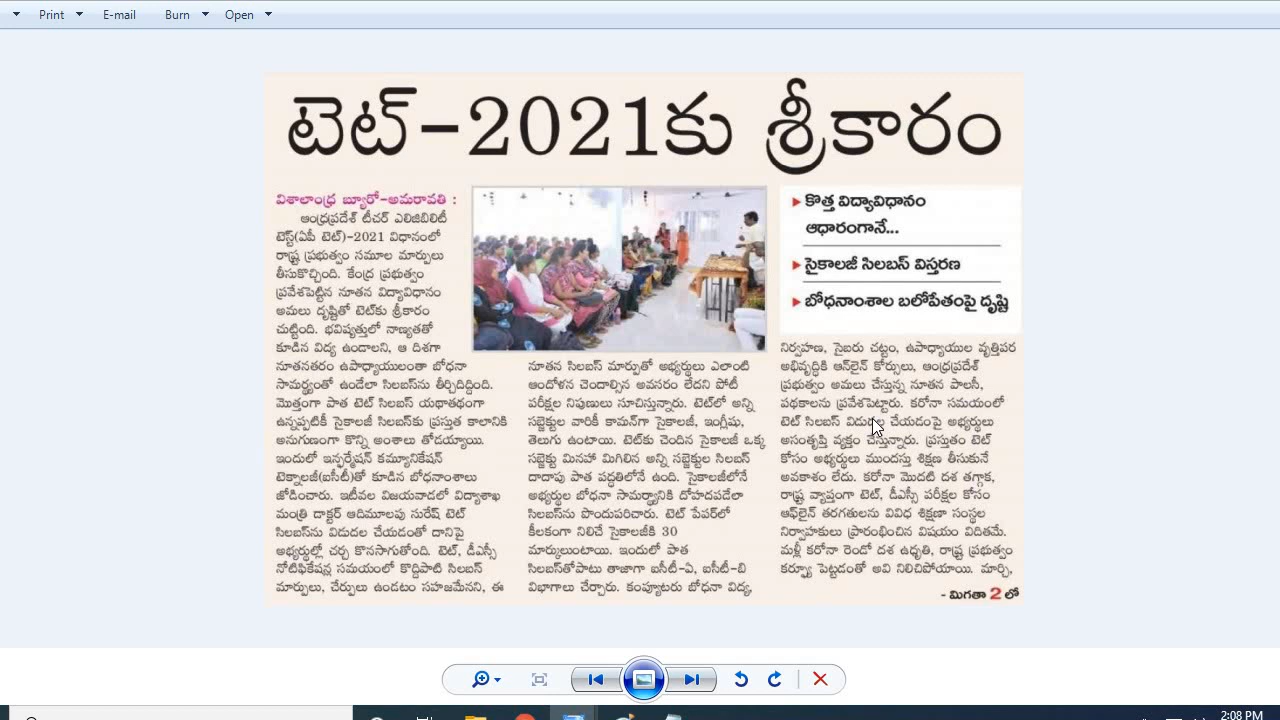 Print
E-mail
Burn
Open
టెట్-2021కు శ్రీకారం
విశాలాంధ్ర బ్యూరో-అమరావతి :
ఆంధ్రప్రదేశ్ టీచర్ ఎలిజిబిలిటీ
టెస్ట్(ఏపీ టెట్)-2021 విధానంలో
రాష్ట్ర ప్రభుత్వం సమూల మార్పులు
తీసుకొచ్చింది. కేంద్ర ప్రభుత్వం
ప్రవేశపెట్టిన నూతన విద్యావిధానం
అమలు దృష్టితో టెట్‌కు శ్రీకారం
చుట్టింది. భవిష్యత్తులో నాణ్యతతో
కూడిన విద్య ఉండాలని, ఆ దిశగా
నూతనతరం ఉపాధ్యాయులంతా బోధనా
సామర్థ్యంతో ఉండేలా సిలబస్‌ను తీర్చిదిద్దింది.
మొత్తంగా పాత టెట్ సిలబస్ యథాతథంగా
ఉన్నప్పటికీ సైకాలజీ సిలబస్‌కు ప్రస్తుత కాలానికి
అనుగుణంగా కొన్ని అంశాలు తోడయ్యాయి.
ఇందులో ఇన్ఫర్మేషన్ కమ్యూనికేషన్
టెక్నాలజీ(ఐసీటీ)తో కూడిన బోధనాంశాలు
జోడించారు. ఇటీవల విజయవాడలో విద్యాశాఖ
మంత్రి డాక్టర్ ఆదిమూలపు సురేష్ టెట్
సిలబస్‌ను విడుదల చేయడంతో దానిపై
అభ్యర్థుల్లో చర్చ కొనసాగుతోంది. టెట్, డీఎస్సీ
నోటిఫికేషన్ల సమయంలో కొద్దిపాటి సిలబస్
మార్పులు, చేర్పులు ఉండటం సహజమేనని, ఈ
నూతన సిలబస్ మార్పుతో అభ్యర్థులు ఎలాంటి
ఆందోళన చెందాల్సిన అవసరం లేదని పోటీ
పరీక్షల నిపుణులు సూచిస్తున్నారు. టెట్‌లో అన్ని
సబ్జెక్టుల వారికీ కామన్‌గా సైకాలజీ, ఇంగ్లీషు,
తెలుగు ఉంటాయి. టెట్‌కు చెందిన సైకాలజీ ఒక్క
సబ్జెక్టు మినహా మిగిలిన అన్ని సబ్జెక్టుల సిలబస్
దాదాపు పాత పద్ధతిలోనే ఉంది. సైకాలజీలోనే
అభ్యర్థుల బోధనా సామర్థ్యానికి దోహదపడేలా
సిలబస్‌ను పొందుపరిచారు. టెట్ పేపర్‌లో
కీలకంగా నిలిచే సైకాలజీకి 30
మార్కులుంటాయి. ఇందులో పాత
సిలబస్‌తోపాటు తాజాగా ఐసీటీ-ఏ, ఐసీటీ-బి
విభాగాలు చేర్చారు. కంప్యూటరు బోధనా విద్య,
▶ కొత్త విద్యావిధానం
ఆధారంగానే...
▶ సైకాలజీ సిలబస్ విస్తరణ
▶ బోధనాంశాల బలోపేతంపై దృష్టి
నిర్వహణ, సైబరు చట్టం, ఉపాధ్యాయుల వృత్తిపర
అభివృద్ధికి ఆన్‌లైన్ కోర్సులు, ఆంధ్రప్రదేశ్
ప్రభుత్వం అమలు చేస్తున్న నూతన పాలసీ,
పథకాలను ప్రవేశపెట్టారు. కరోనా సమయంలో
టెట్ సిలబస్ విడుదల చేయడంపై అభ్యర్థులు
అసంతృప్తి వ్యక్తం చేస్తున్నారు. ప్రస్తుతం టెట్
కోసం అభ్యర్థులు ముందస్తు శిక్షణ తీసుకునే
అవకాశం లేదు. కరోనా మొదటి దశ తగ్గాక,
రాష్ట్ర వ్యాప్తంగా టెట్, డీఎస్సీ పరీక్షల కోసం
ఆఫ్‌లైన్ తరగతులను వివిధ శిక్షణా సంస్థల
నిర్వాహకులు ప్రారంభించిన విషయం విదితమే.
మళ్లీ కరోనా రెండో దశ ఉధృతి, రాష్ట్ర ప్రభుత్వం
కర్ఫ్యూ పెట్టడంతో అవి నిలిచిపోయాయి. మార్చి,
- మిగతా 2 లో
2:08 PM